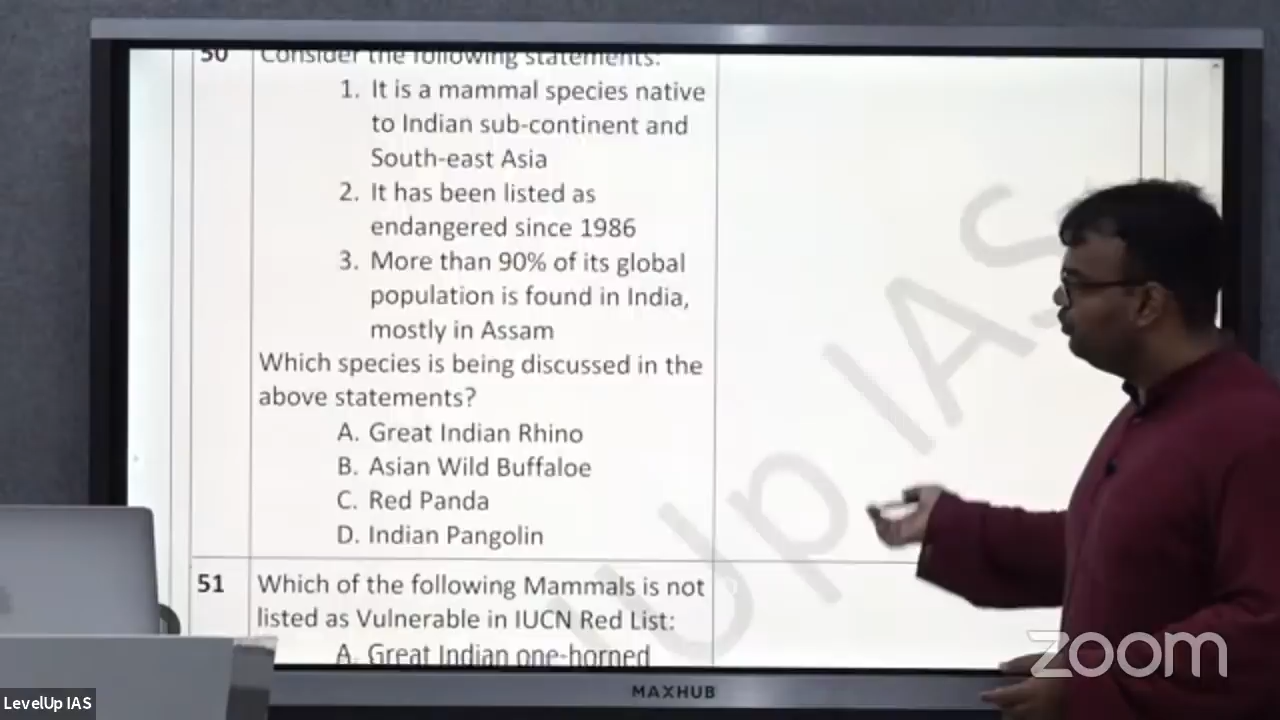 50 Consider the following statements:
1. It is a mammal species native
to Indian sub-continent and
South-east Asia
2. It has been listed as
endangered since 1986
3. More than 90% of its global
population is found in India,
mostly in Assam
Which species is being discussed in the
above statements?
A. Great Indian Rhino
B. Asian Wild Buffaloe
C. Red Panda
D. Indian Pangolin
51 Which of the following Mammals is not
listed as Vulnerable in IUCN Red List:
A. Great Indian one-horned
Up IAS
MAXHUB
zoom
LevelUp IAS